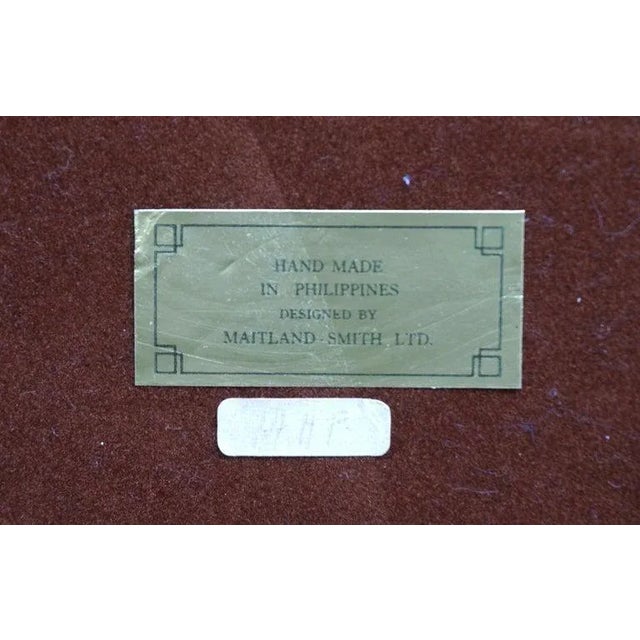 HAND MADE
IN PHILIPPINES
DESIGNED BY
MAITLAND-SMITH LTD.